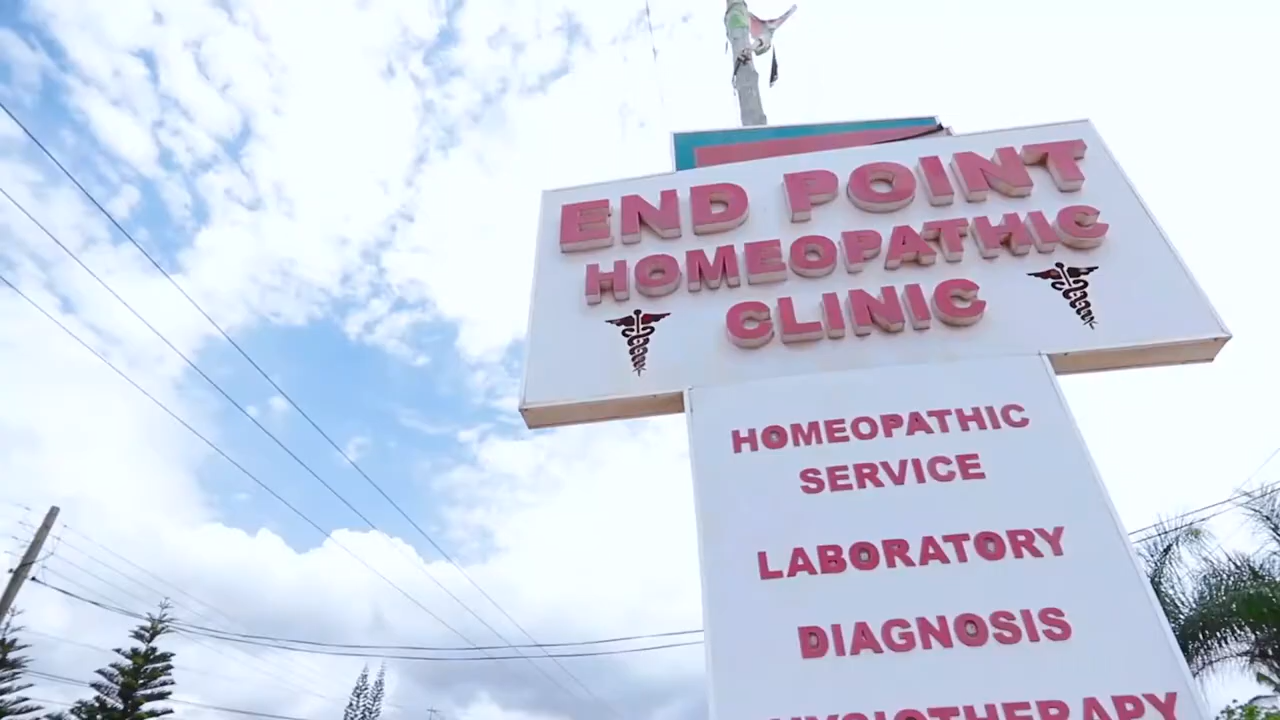 END POINT
HOMEOPATHIC
CLINIC
HOMEOPATHIC
SERVICE
LABORATORY
DIAGNOSIS